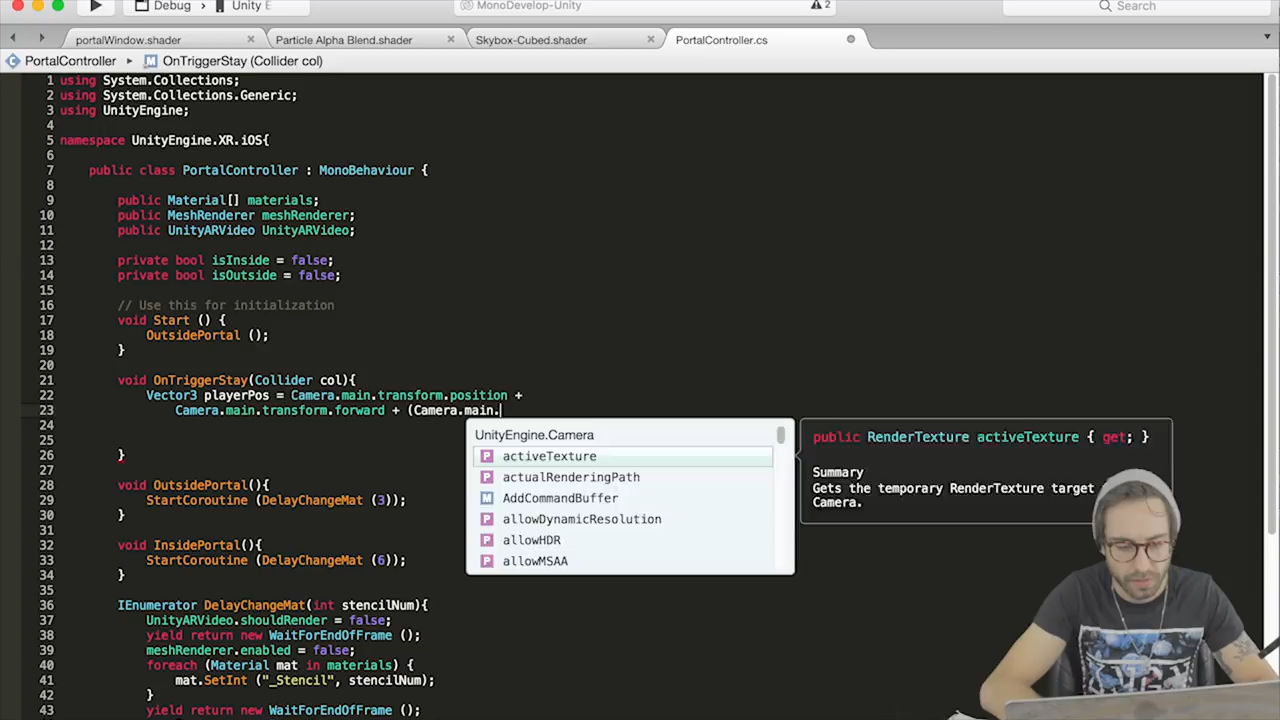 Debug
Unity E
MonoDevelop-Unity
2
Search
portalWindow.shader
Particle Alpha Blend.shader
Skybox-Cubed.shader
PortalController.cs
PortalController
OnTriggerStay (Collider col)
1 using System.Collections;
2 using System.Collections.Generic;
3 using UnityEngine;
4
5 namespace UnityEngine.XR.iOS{
6
7 public class PortalController : MonoBehaviour {
8
9 public Material[] materials;
10 public MeshRenderer meshRenderer;
11 public UnityARVideo UnityARVideo;
12
13 private bool isInside = false;
14 private bool isOutside = false;
15
16 // Use this for initialization
17 void Start () {
18 OutsidePortal ();
19 }
20
21 void OnTriggerStay(Collider col){
22 Vector3 playerPos = Camera.main.transform.position +
23 Camera.main.transform.forward + (Camera.main.
24
25
26 }
28 void OutsidePortal(){
29 StartCoroutine (DelayChangeMat (3));
30 }
31
32 void InsidePortal(){
33 StartCoroutine (DelayChangeMat (6));
34 }
35
36 IEnumerator DelayChangeMat(int stencilNum){
37 UnityARVideo.shouldRender = false;
38 yield return new WaitForEndOfFrame ();
39 meshRenderer.enabled = false;
40 foreach (Material mat in materials) {
41 mat.SetInt ("_Stencil", stencilNum);
42 }
43 yield return new WaitForEndOfFrame ();
UnityEngine.Camera
P activeTexture
P actualRenderingPath
M AddCommandBuffer
P allowDynamicResolution
P allowHDR
P allowMSAA
public RenderTexture activeTexture { get; }
Summary
Gets the temporary RenderTexture target
Camera.